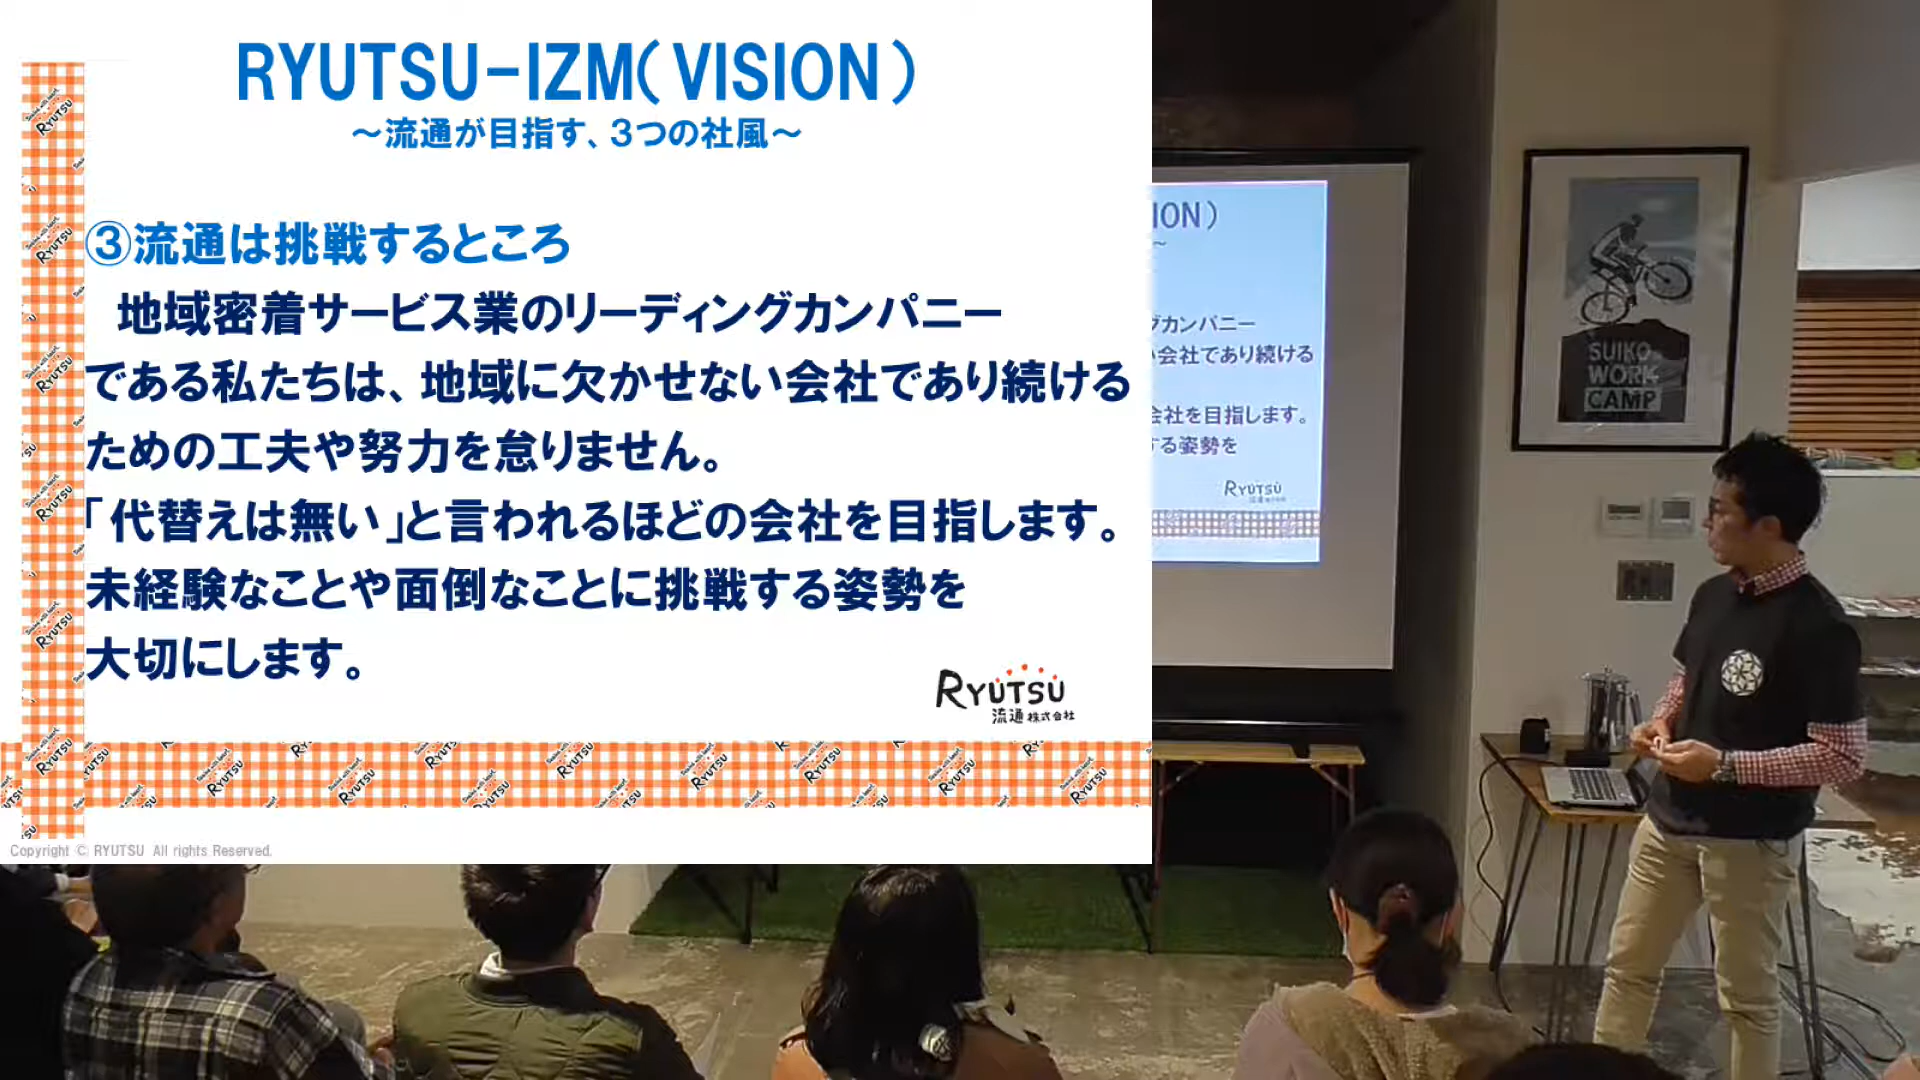 RYUTSU-IZM(VISION)
~流通が目指す、3つの社風~
③流通は挑戦するところ
地域密着サービス業のリーディングカンパニー
である私たちは、地域に欠かせない会社であり続ける
ための工夫や努力を怠りません。
「代替えは無い」と言われるほどの会社を目指します。
未経験なことや面倒なことに挑戦する姿勢を
大切にします。
RYUTSU
流通株式会社
Copyright © RYUTSU All rights Reserved.
ION)
~
グカンパニー
い会社であり続ける
会社を目指します。
する姿勢を
RYUTSU
SUIKO
WORK
CAMP